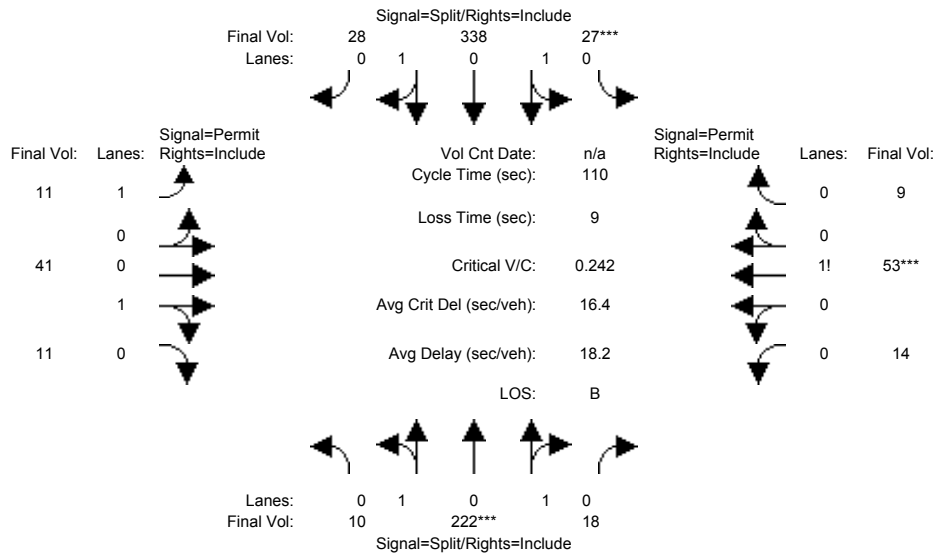 Signal=Split/Rights=Include
Final Vol: 28 338 27***
Lanes: 0 1 0 1 0
Signal=Permit Signal=Permit
Final Vol: Lanes: Rights=Include Vol Cnt Date: n/a Rights=Include Lanes: Final Vol:
Cycle Time (sec): 110
11 1 0 9
Loss Time (sec): 9
0 0
41 0 Critical V/C: 0.242 1! 53***
1 Avg Crit Del (sec/veh): 16.4 0
11 0 Avg Delay (sec/veh): 18.2 0 14
LOS: B
Lanes: 0 1 0 1 0
Final Vol: 10 222*** 18
Signal=Split/Rights=Include